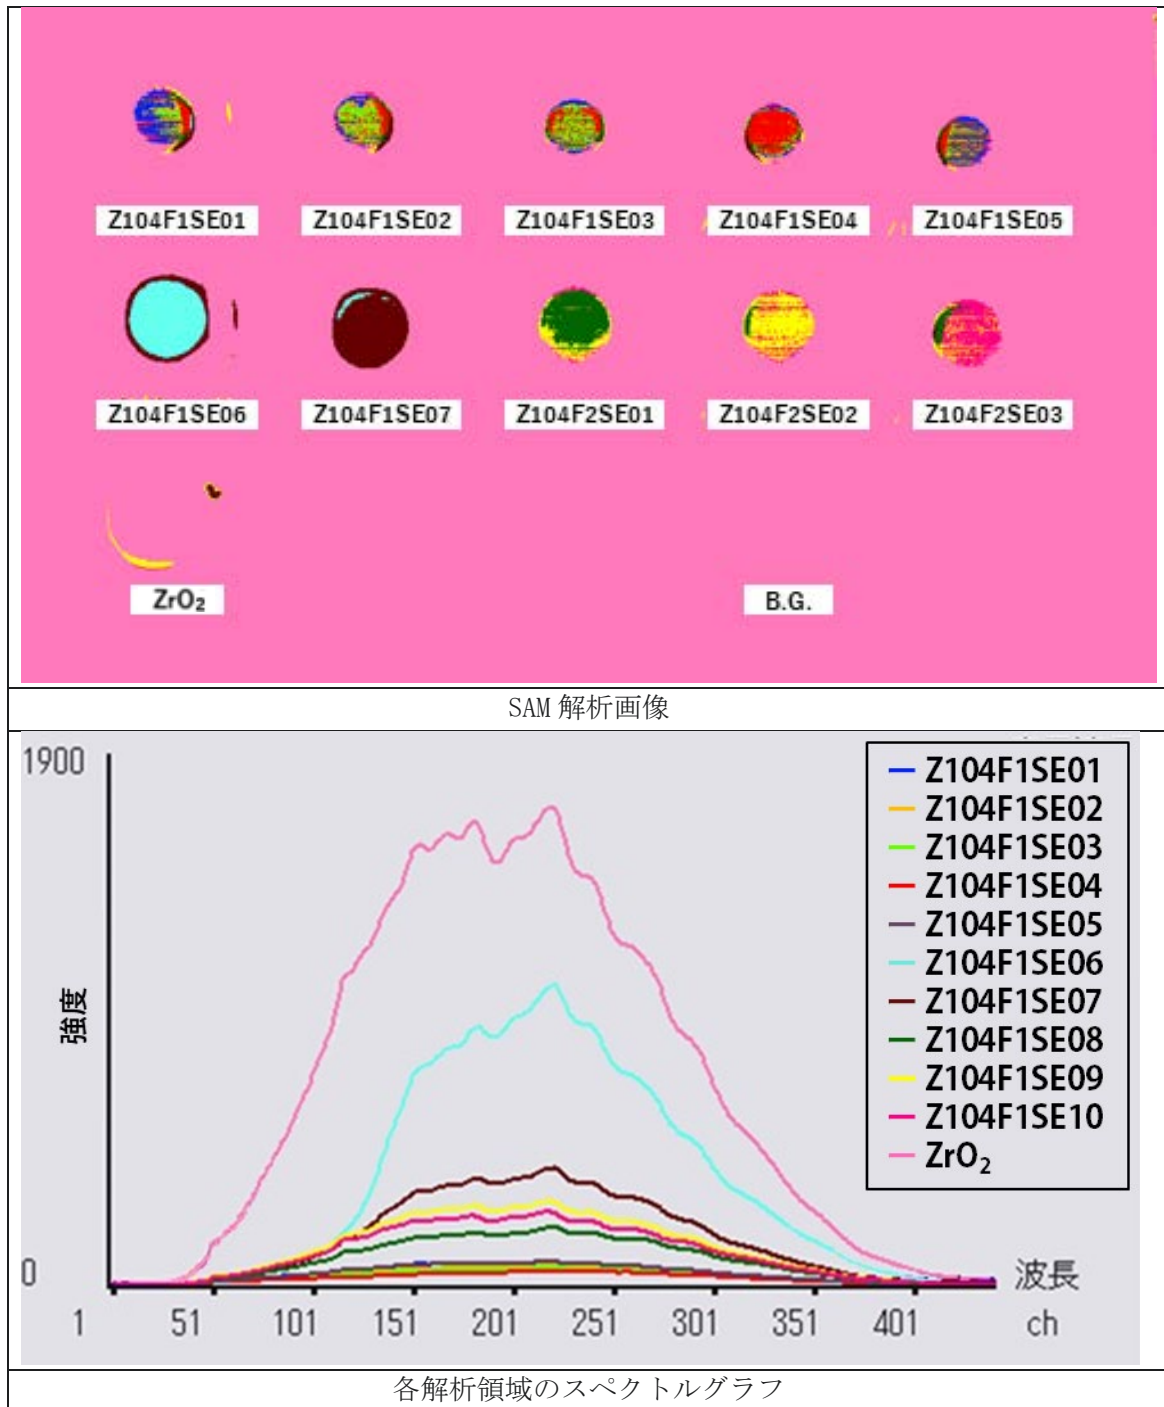 Z104F1SE01
Z104F1SE02
Z104F1SE03
Z104F1SE04
Z104F1SE05
Z104F1SE06
Z104F1SE07
Z104F2SE01
Z104F2SE02
Z104F2SE03
ZrO₂
B.G.
SAM 解析画像
1900
強度
0
1 51 101 151 201 251 301 351 401
波長
ch
Z104F1SE01
Z104F1SE02
Z104F1SE03
Z104F1SE04
Z104F1SE05
Z104F1SE06
Z104F1SE07
Z104F1SE08
Z104F1SE09
Z104F1SE10
ZrO₂
各解析領域のスペクトルグラフ